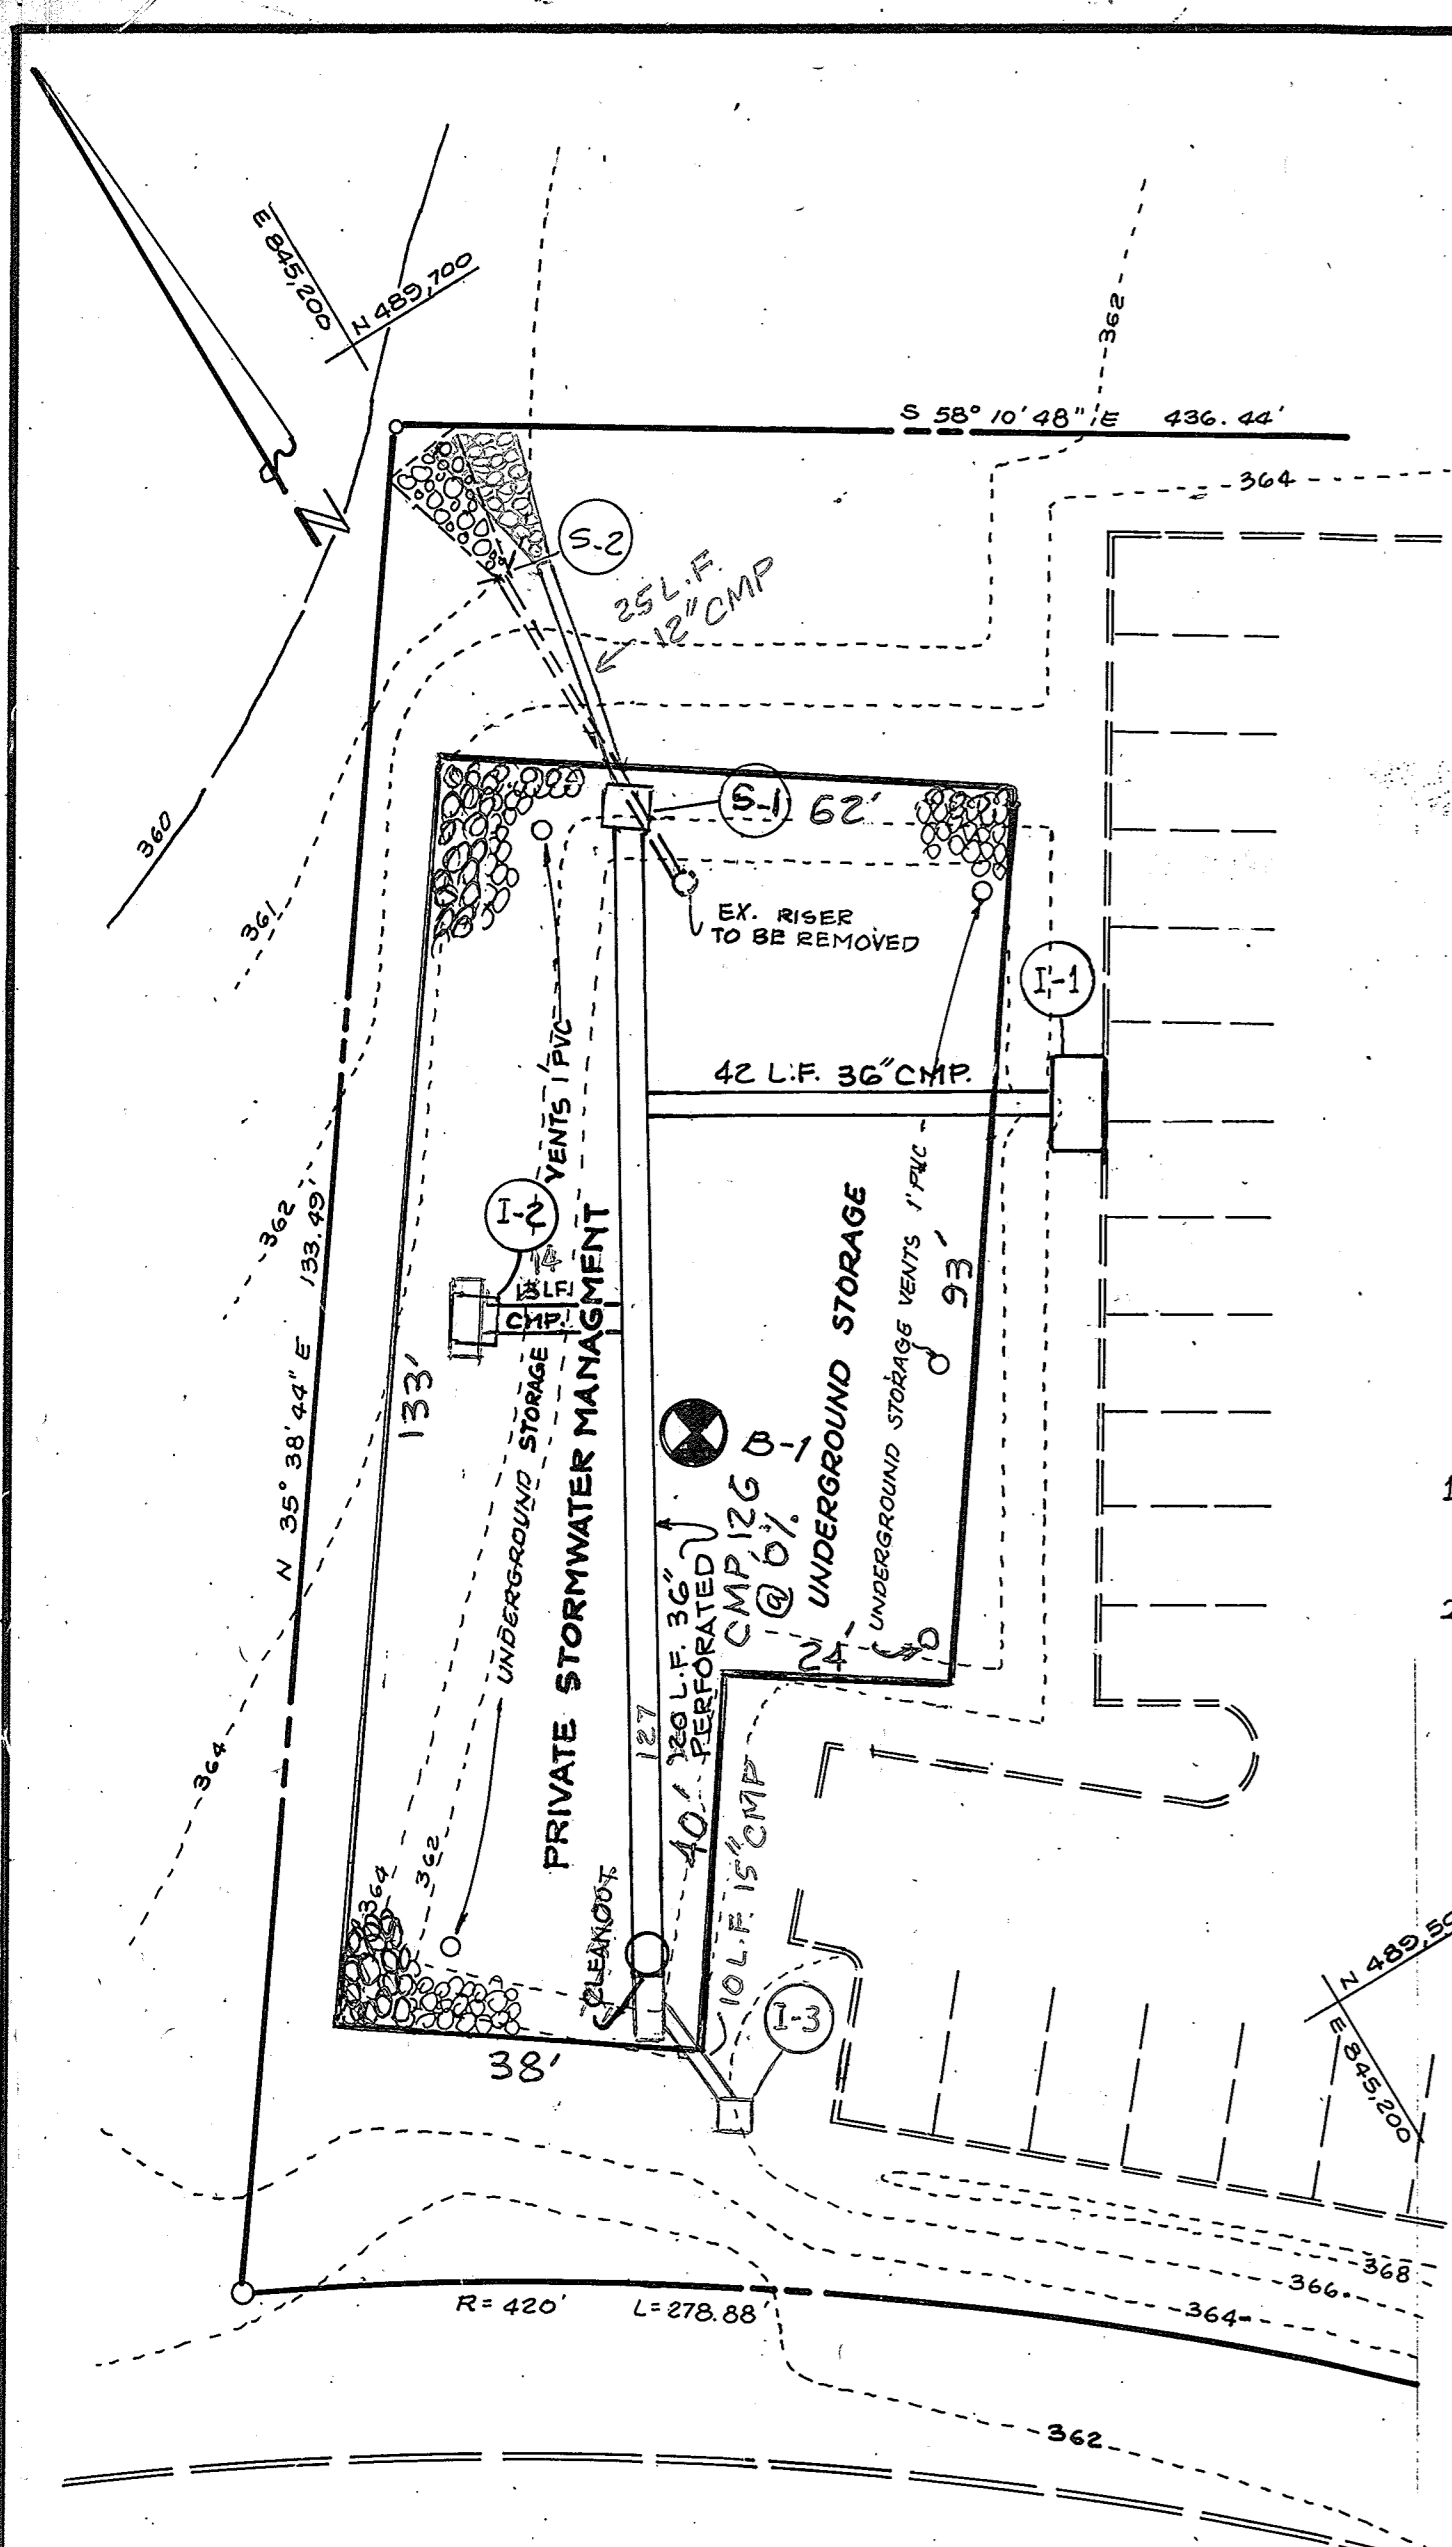 E 845,200
N 489,700
N
S 58° 10' 48" E 436.44'
362
364
S-2
25 L.F.
12" CMP
S-1
62'
360
361
EX. RISER
TO BE REMOVED
I-1
42 L.F. 36" CMP.
VENTS 1' PVC
UNDERGROUND STORAGE
I-2
14
L.F.
CMP.
362
N 35° 38' 44" E 133.49'
133'
PRIVATE STORMWATER MANAGMENT
UNDERGROUND STORAGE
UNDERGROUND STORAGE VENTS 1' PVC
93'
B-1
120 L.F. 36"
PERFORATED
CMP, 12G
@ 0%
24'
127
40'
10 L.F. 15" CMP
364
364
362
CLEANOUT
I-3
38'
N 489,50
E 845,200
1
2
R = 420' L = 278.88'
368
366
364
362